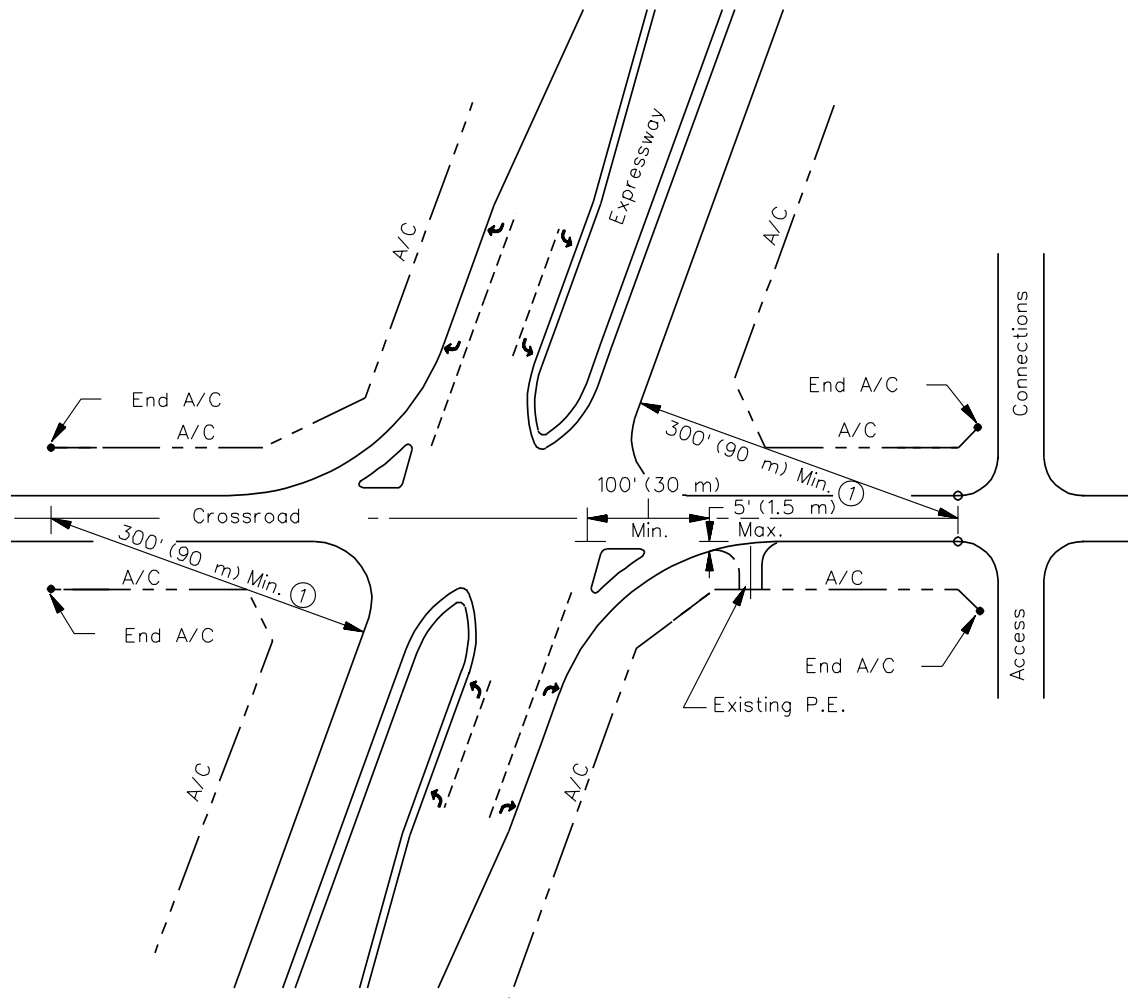 Expressway
A/C
A/C
Connections
End A/C
A/C
End A/C
A/C
300' (90 m) Min. 1
100' (30 m)
Min.
5' (1.5 m)
Max.
Crossroad
300' (90 m) Min. 1
A/C
End A/C
A/C
End A/C
Access
Existing P.E.
A/C
A/C